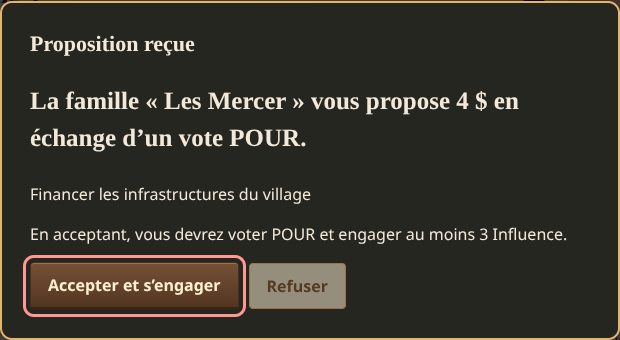 Proposition reçue
La famille « Les Mercer » vous propose 4 $ en
échange d’un vote POUR.
Financer les infrastructures du village
En acceptant, vous devrez voter POUR et engager au moins 3 Influence.
Accepter et s’engager
Refuser